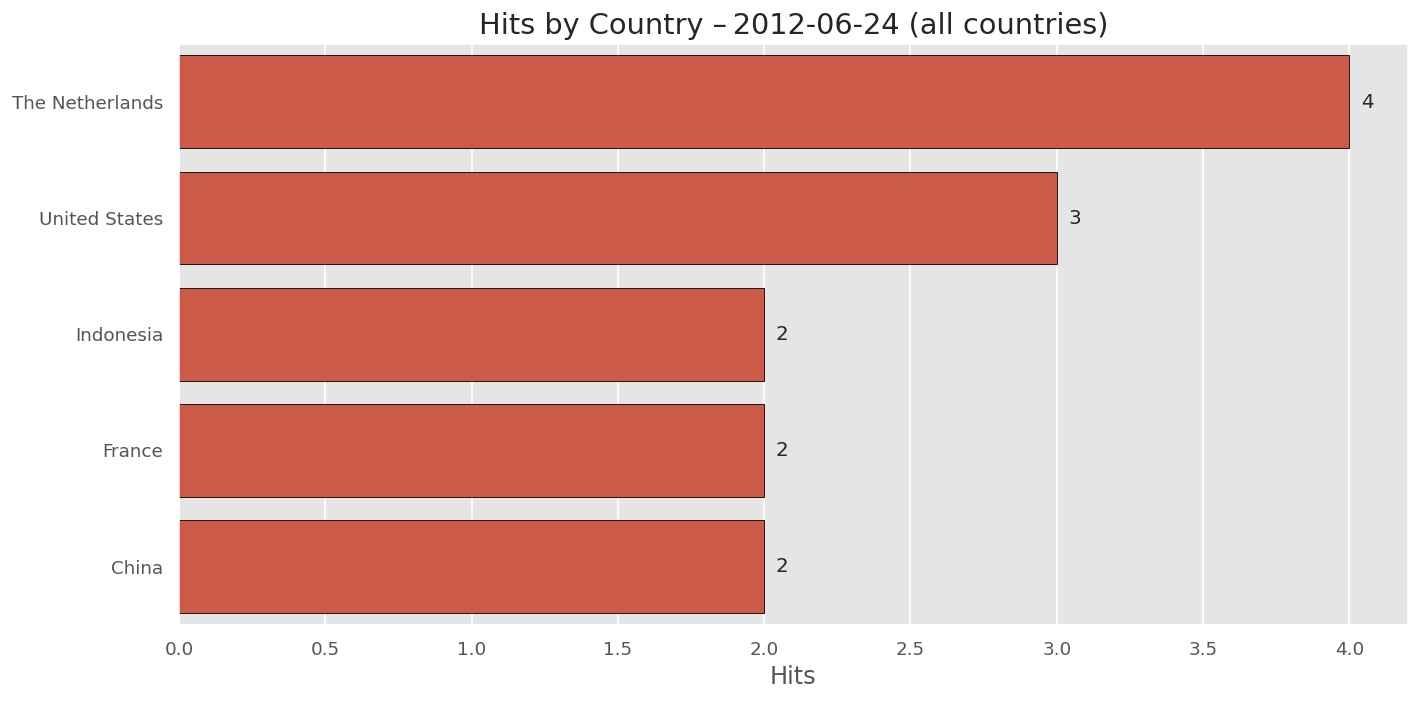 Hits by Country – 2012-06-24 (all countries)
The Netherlands
4
United States
3
Indonesia
2
France
2
China
2
0.0 0.5 1.0 1.5 2.0 2.5 3.0 3.5 4.0
Hits